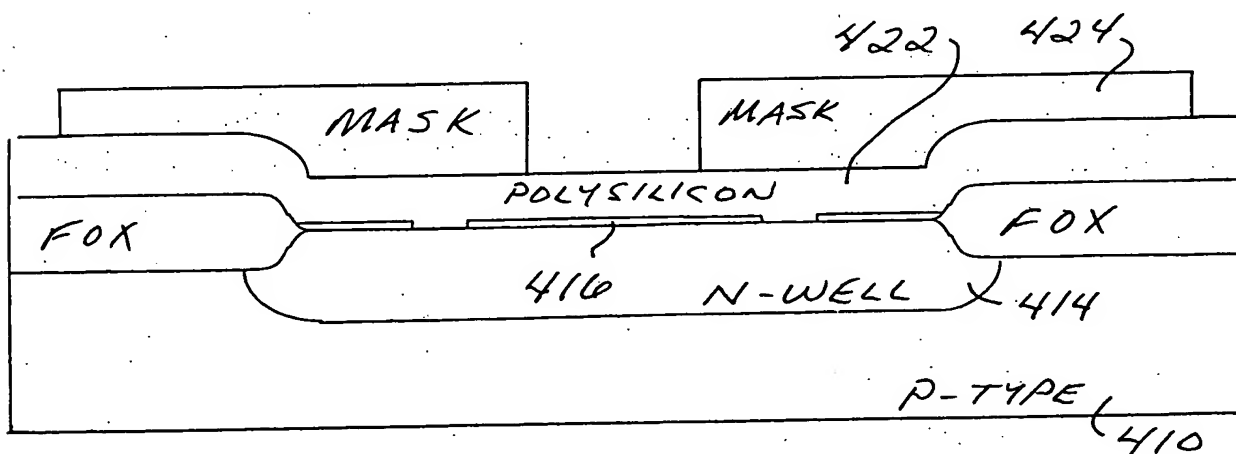 422 424
MASK MASK
POLYSILICON
FOX FOX
416 N-WELL 414
P-TYPE
410